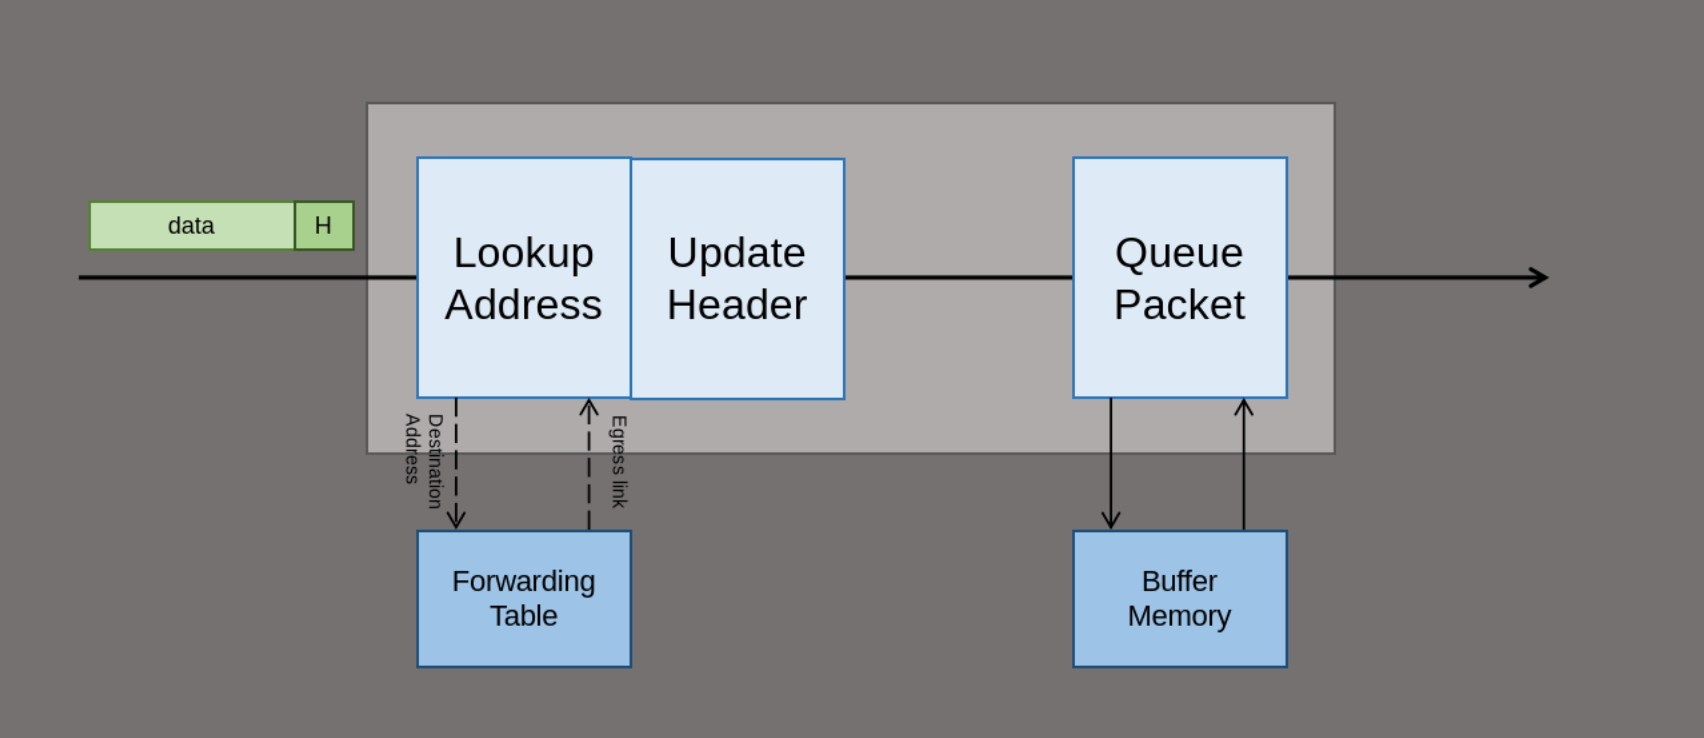 data
H
Lookup
Address
Update
Header
Queue
Packet
Destination
Address
Egress link
Forwarding
Table
Buffer
Memory